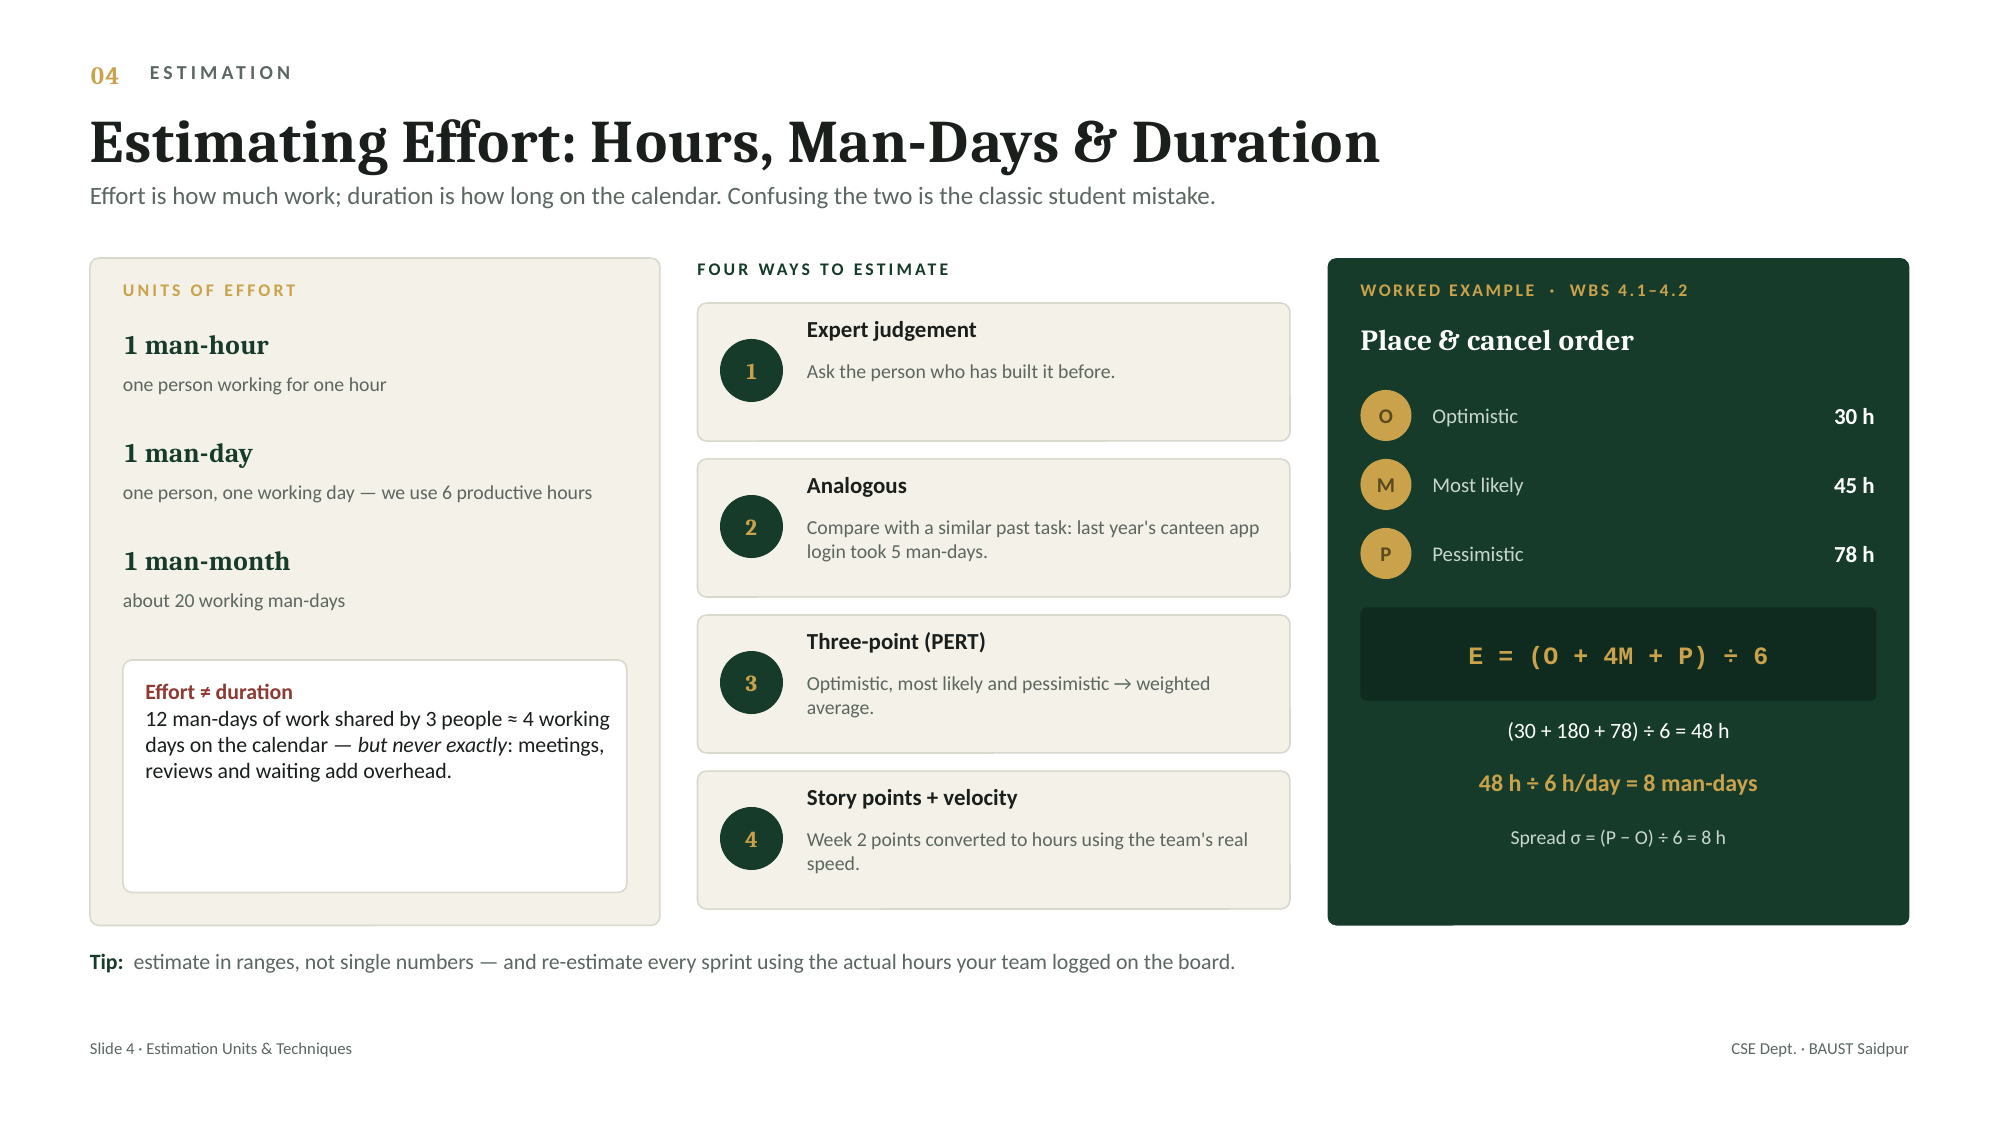 04 ESTIMATION
Estimating Effort: Hours, Man-Days & Duration
Effort is how much work; duration is how long on the calendar. Confusing the two is the classic student mistake.
UNITS OF EFFORT
1 man-hour
one person working for one hour
1 man-day
one person, one working day — we use 6 productive hours
1 man-month
about 20 working man-days
Effort ≠ duration
12 man-days of work shared by 3 people ≈ 4 working
days on the calendar — but never exactly: meetings,
reviews and waiting add overhead.
FOUR WAYS TO ESTIMATE
1
Expert judgement
Ask the person who has built it before.
2
Analogous
Compare with a similar past task: last year's canteen app
login took 5 man-days.
3
Three-point (PERT)
Optimistic, most likely and pessimistic → weighted
average.
4
Story points + velocity
Week 2 points converted to hours using the team's real
speed.
WORKED EXAMPLE · WBS 4.1–4.2
Place & cancel order
O Optimistic 30 h
M Most likely 45 h
P Pessimistic 78 h
E = (O + 4M + P) ÷ 6
(30 + 180 + 78) ÷ 6 = 48 h
48 h ÷ 6 h/day = 8 man-days
Spread σ = (P − O) ÷ 6 = 8 h
Tip: estimate in ranges, not single numbers — and re-estimate every sprint using the actual hours your team logged on the board.
Slide 4 · Estimation Units & Techniques
CSE Dept. · BAUST Saidpur